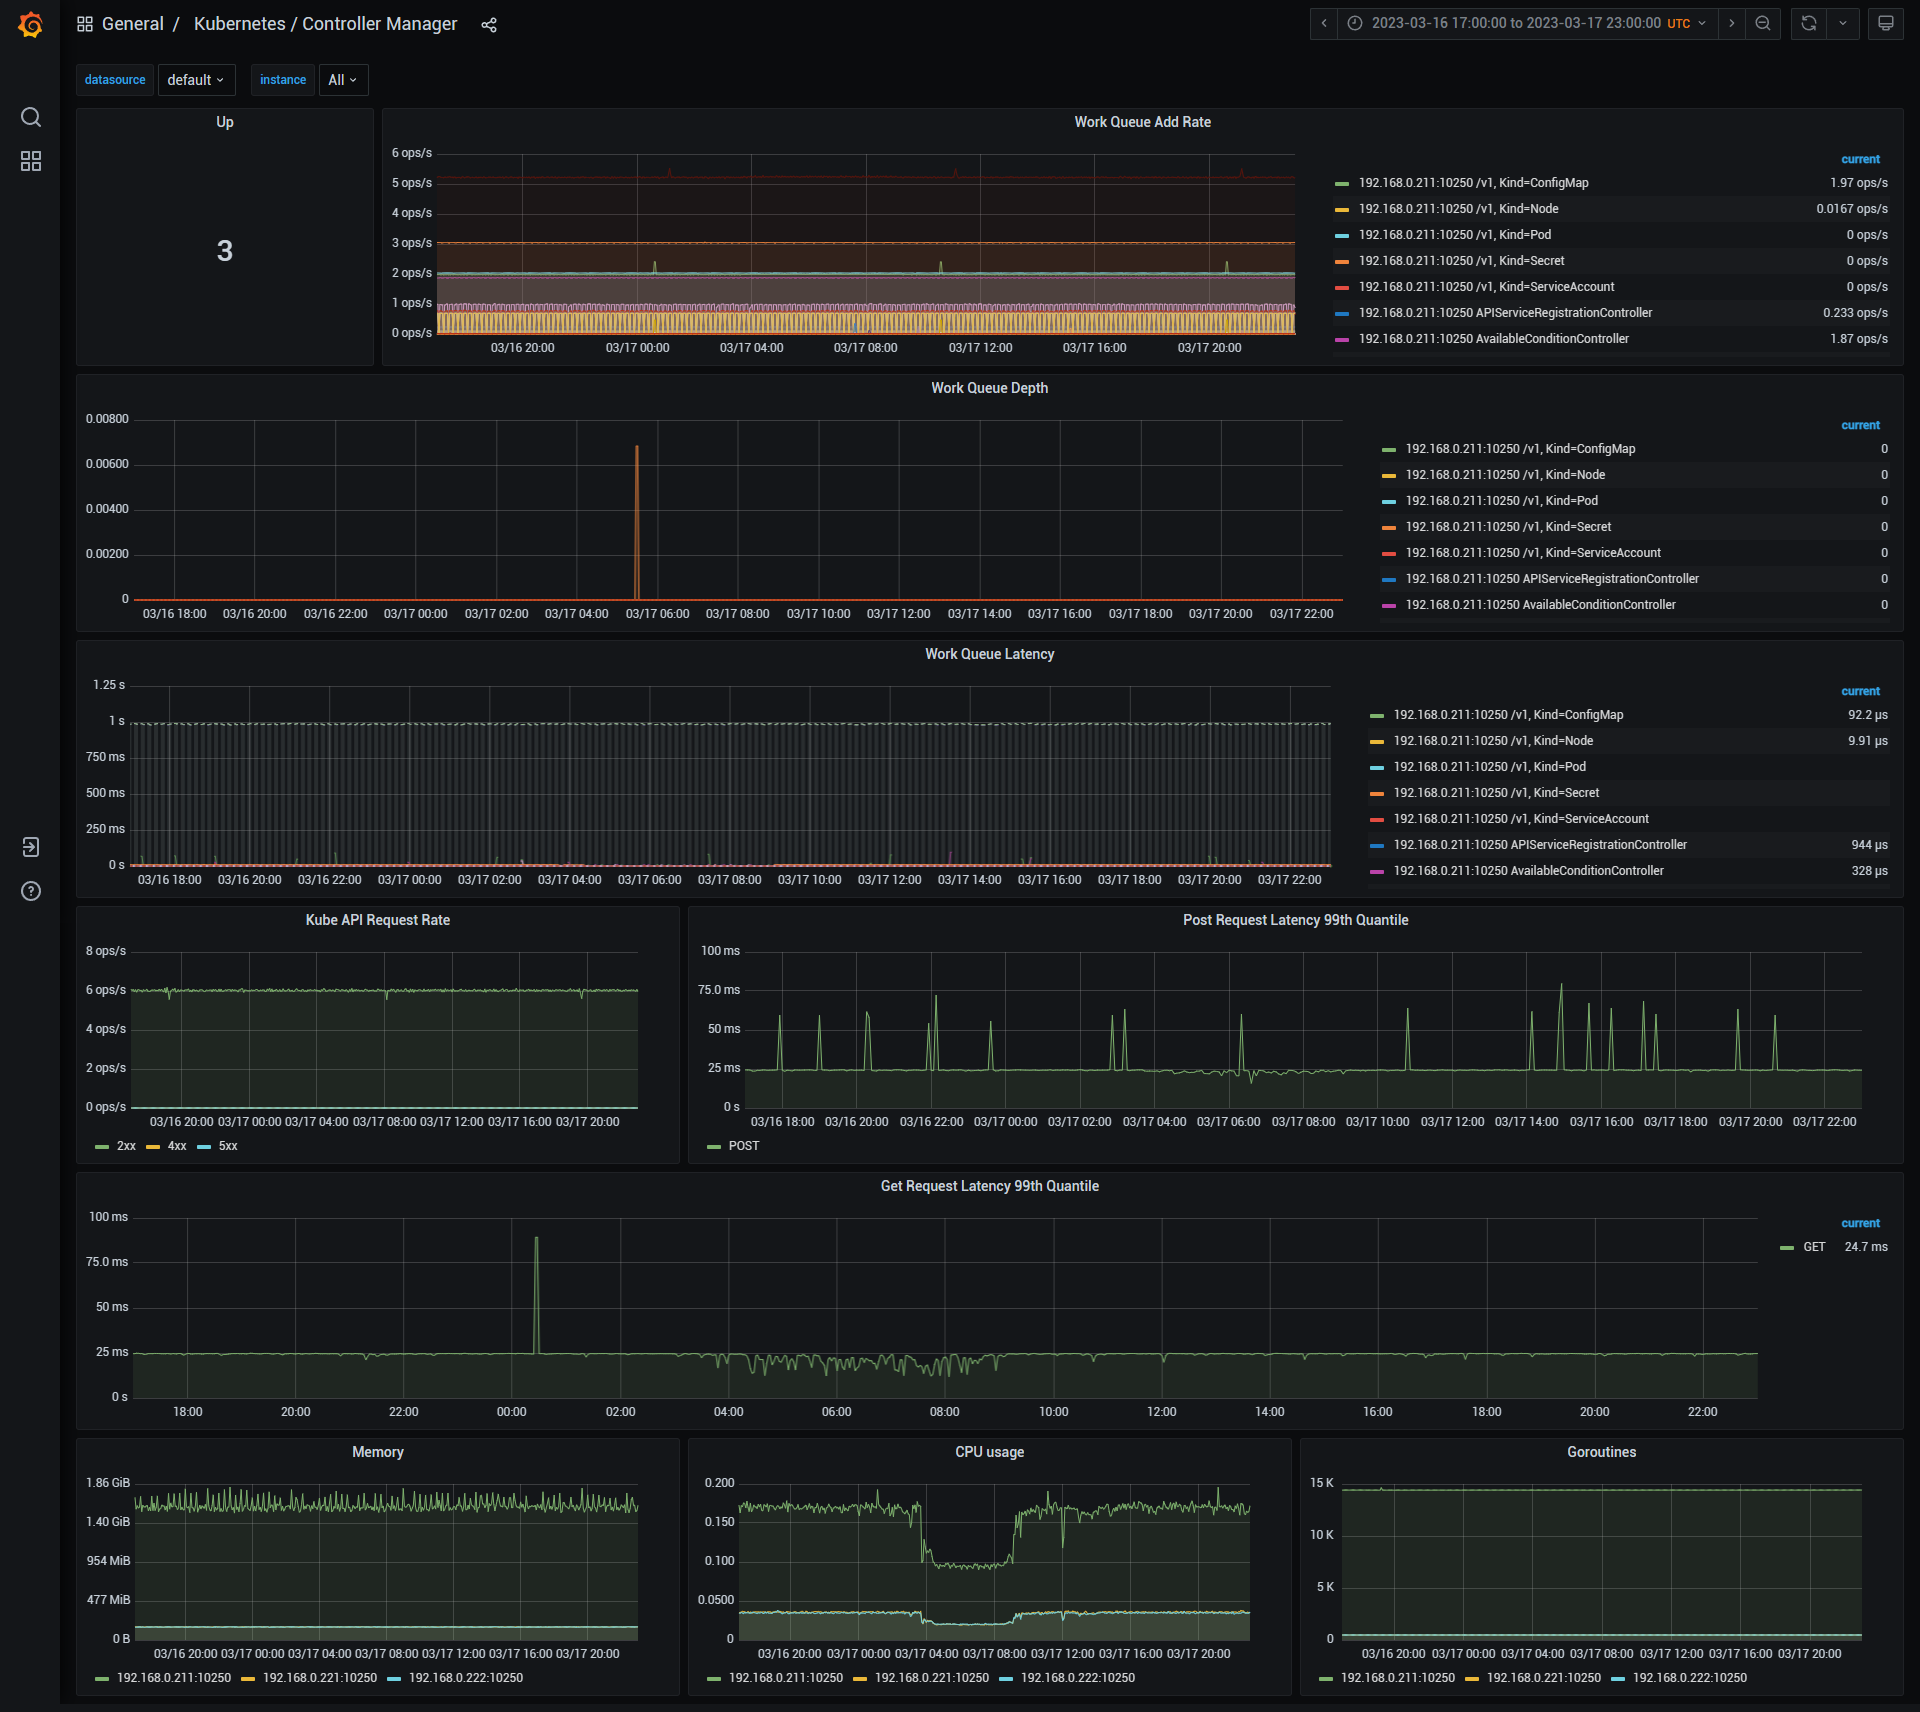 General / Kubernetes / Controller Manager
2023-03-16 17:00:00 to 2023-03-17 23:00:00 UTC
datasource default instance All
Up
3
Work Queue Add Rate
6 ops/s
5 ops/s
4 ops/s
3 ops/s
2 ops/s
1 ops/s
0 ops/s
03/16 20:00 03/17 00:00 03/17 04:00 03/17 08:00 03/17 12:00 03/17 16:00 03/17 20:00
current
192.168.0.211:10250 /v1, Kind=ConfigMap 1.97 ops/s
192.168.0.211:10250 /v1, Kind=Node 0.0167 ops/s
192.168.0.211:10250 /v1, Kind=Pod 0 ops/s
192.168.0.211:10250 /v1, Kind=Secret 0 ops/s
192.168.0.211:10250 /v1, Kind=ServiceAccount 0 ops/s
192.168.0.211:10250 APIServiceRegistrationController 0.233 ops/s
192.168.0.211:10250 AvailableConditionController 1.87 ops/s
Work Queue Depth
0.00800
0.00600
0.00400
0.00200
0
03/16 18:00 03/16 20:00 03/16 22:00 03/17 00:00 03/17 02:00 03/17 04:00 03/17 06:00 03/17 08:00 03/17 10:00 03/17 12:00 03/17 14:00 03/17 16:00 03/17 18:00 03/17 20:00 03/17 22:00
current
192.168.0.211:10250 /v1, Kind=ConfigMap 0
192.168.0.211:10250 /v1, Kind=Node 0
192.168.0.211:10250 /v1, Kind=Pod 0
192.168.0.211:10250 /v1, Kind=Secret 0
192.168.0.211:10250 /v1, Kind=ServiceAccount 0
192.168.0.211:10250 APIServiceRegistrationController 0
192.168.0.211:10250 AvailableConditionController 0
Work Queue Latency
1.25 s
1 s
750 ms
500 ms
250 ms
0 s
03/16 18:00 03/16 20:00 03/16 22:00 03/17 00:00 03/17 02:00 03/17 04:00 03/17 06:00 03/17 08:00 03/17 10:00 03/17 12:00 03/17 14:00 03/17 16:00 03/17 18:00 03/17 20:00 03/17 22:00
current
192.168.0.211:10250 /v1, Kind=ConfigMap 92.2 µs
192.168.0.211:10250 /v1, Kind=Node 9.91 µs
192.168.0.211:10250 /v1, Kind=Pod
192.168.0.211:10250 /v1, Kind=Secret
192.168.0.211:10250 /v1, Kind=ServiceAccount
192.168.0.211:10250 APIServiceRegistrationController 944 µs
192.168.0.211:10250 AvailableConditionController 328 µs
Kube API Request Rate
8 ops/s
6 ops/s
4 ops/s
2 ops/s
0 ops/s
03/16 20:00 03/17 00:00 03/17 04:00 03/17 08:00 03/17 12:00 03/17 16:00 03/17 20:00
2xx 4xx 5xx
Post Request Latency 99th Quantile
100 ms
75.0 ms
50 ms
25 ms
0 s
03/16 18:00 03/16 20:00 03/16 22:00 03/17 00:00 03/17 02:00 03/17 04:00 03/17 06:00 03/17 08:00 03/17 10:00 03/17 12:00 03/17 14:00 03/17 16:00 03/17 18:00 03/17 20:00 03/17 22:00
POST
Get Request Latency 99th Quantile
100 ms
75.0 ms
50 ms
25 ms
0 s
18:00 20:00 22:00 00:00 02:00 04:00 06:00 08:00 10:00 12:00 14:00 16:00 18:00 20:00 22:00
current
GET 24.7 ms
Memory
1.86 GiB
1.40 GiB
954 MiB
477 MiB
0 B
03/16 20:00 03/17 00:00 03/17 04:00 03/17 08:00 03/17 12:00 03/17 16:00 03/17 20:00
192.168.0.211:10250 192.168.0.221:10250 192.168.0.222:10250
CPU usage
0.200
0.150
0.100
0.0500
0
03/16 20:00 03/17 00:00 03/17 04:00 03/17 08:00 03/17 12:00 03/17 16:00 03/17 20:00
192.168.0.211:10250 192.168.0.221:10250 192.168.0.222:10250
Goroutines
15 K
10 K
5 K
0
03/16 20:00 03/17 00:00 03/17 04:00 03/17 08:00 03/17 12:00 03/17 16:00 03/17 20:00
192.168.0.211:10250 192.168.0.221:10250 192.168.0.222:10250